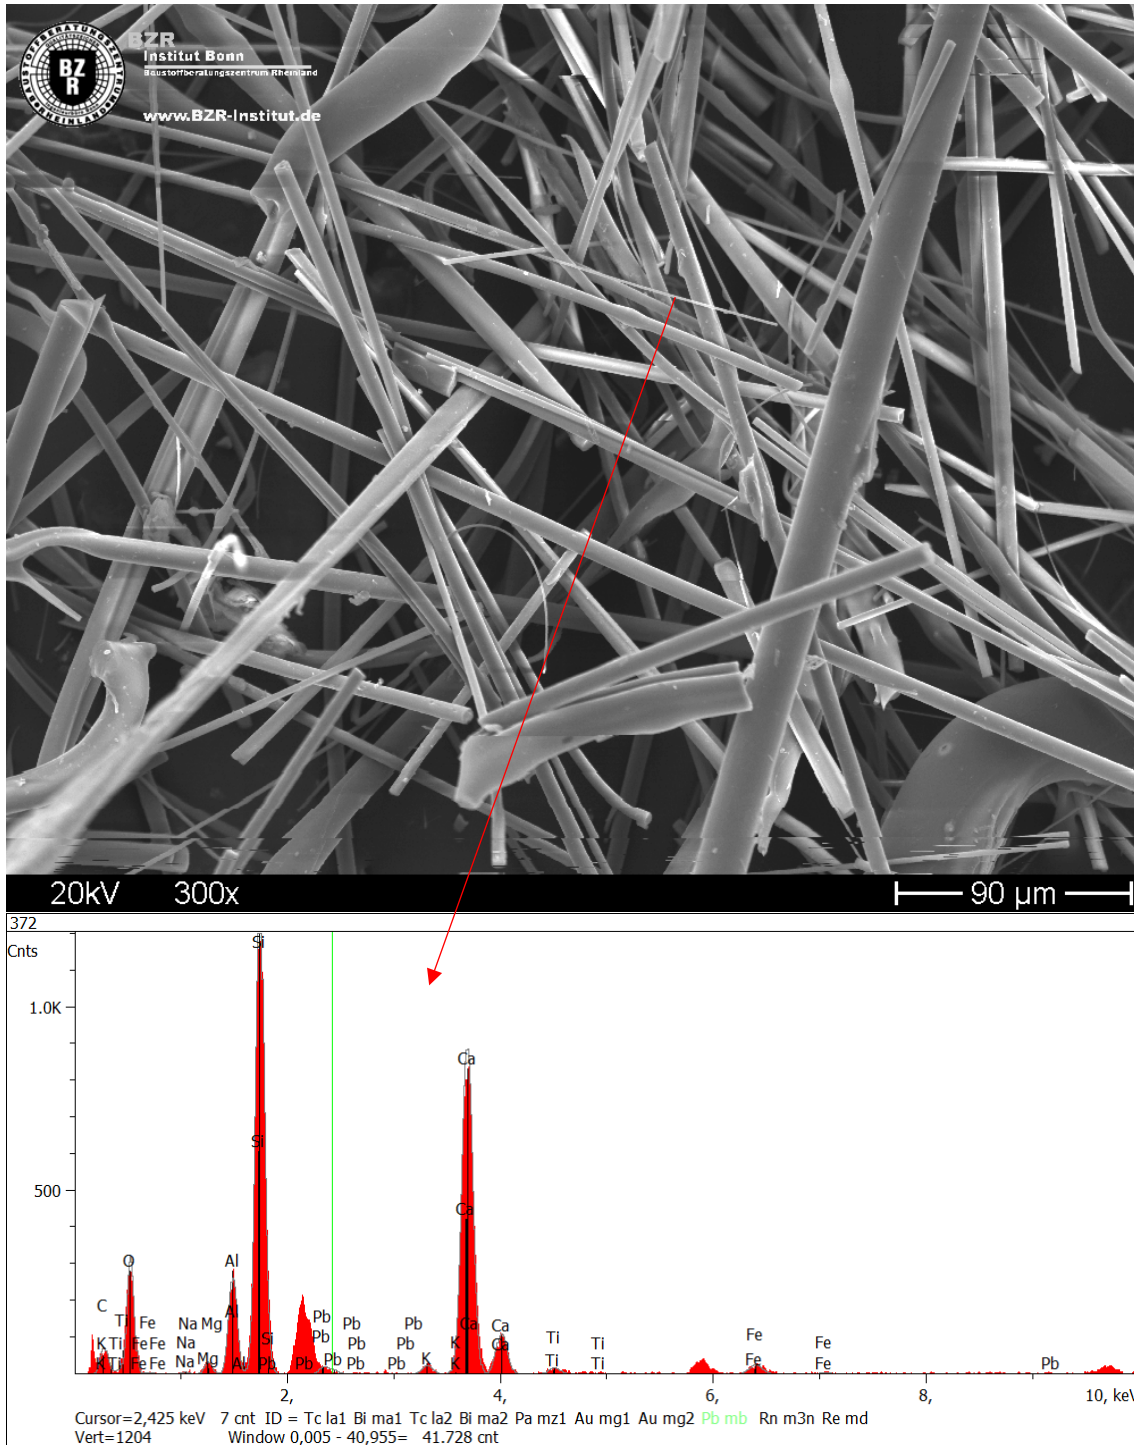 BZR
Institut Bonn
Baustoffberatungszentrum Rheinland
www.BZR-Institut.de
BAUSTOFFBERATUNGSZENTRUM RHEINLAND
BZ
R
20kV 300x 90 µm
372
Cnts
Si
1.0K
Ca
Si
500
Ca
O Al
C Ti Al
Fe Na Mg Pb Pb Pb Ca Ca
K Ti Fe Fe Na Si Pb Pb Pb K Ca Ti Ti Fe Fe
K Ti Fe Fe Na Mg Al Pb Pb Pb Pb Pb K K Ti Ti Fe Fe Pb
2, 4, 6, 8, 10, keV
Cursor=2,425 keV 7 cnt ID = Tc la1 Bi ma1 Tc la2 Bi ma2 Pa mz1 Au mg1 Au mg2 Pb mb Rn m3n Re md
Vert=1204 Window 0,005 - 40,955= 41.728 cnt